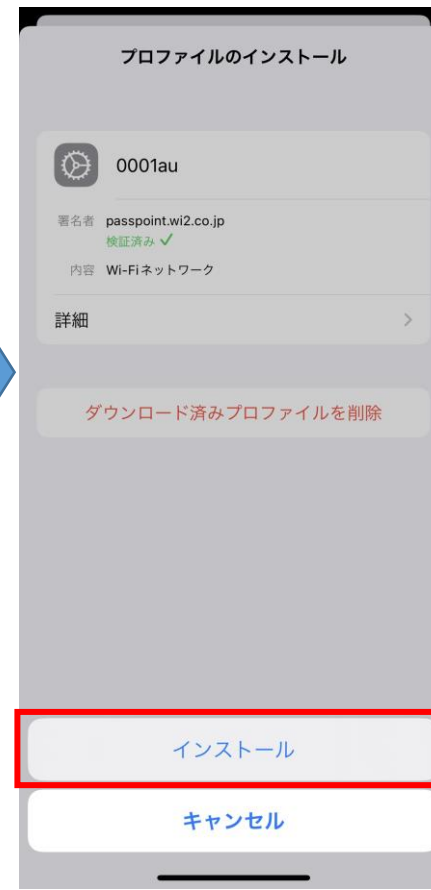 プロファイルのインストール
0001au
署名者 passpoint.wi2.co.jp
検証済み ✓
内容 Wi-Fiネットワーク
詳細 >
ダウンロード済みプロファイルを削除
インストール
キャンセル